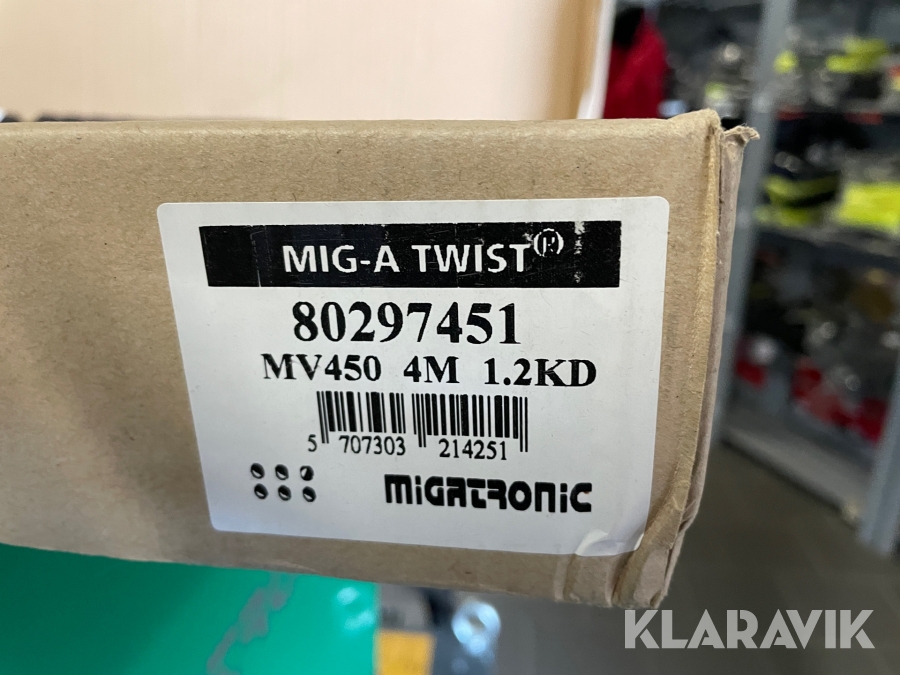 MIG-A TWIST®
80297451
MV450 4M 1.2KD
5 707303 214251
MIGATRONIC
KLARAVIK